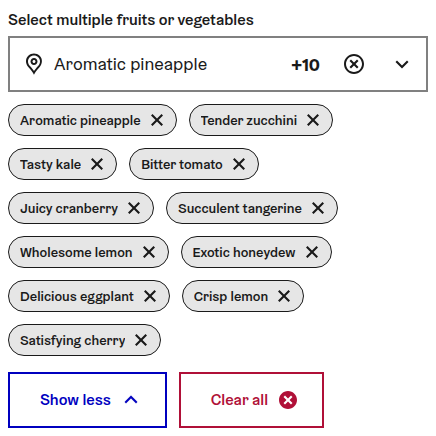 Select multiple fruits or vegetables
Aromatic pineapple +10
Aromatic pineapple Tender zucchini
Tasty kale Bitter tomato
Juicy cranberry Succulent tangerine
Wholesome lemon Exotic honeydew
Delicious eggplant Crisp lemon
Satisfying cherry
Show less Clear all